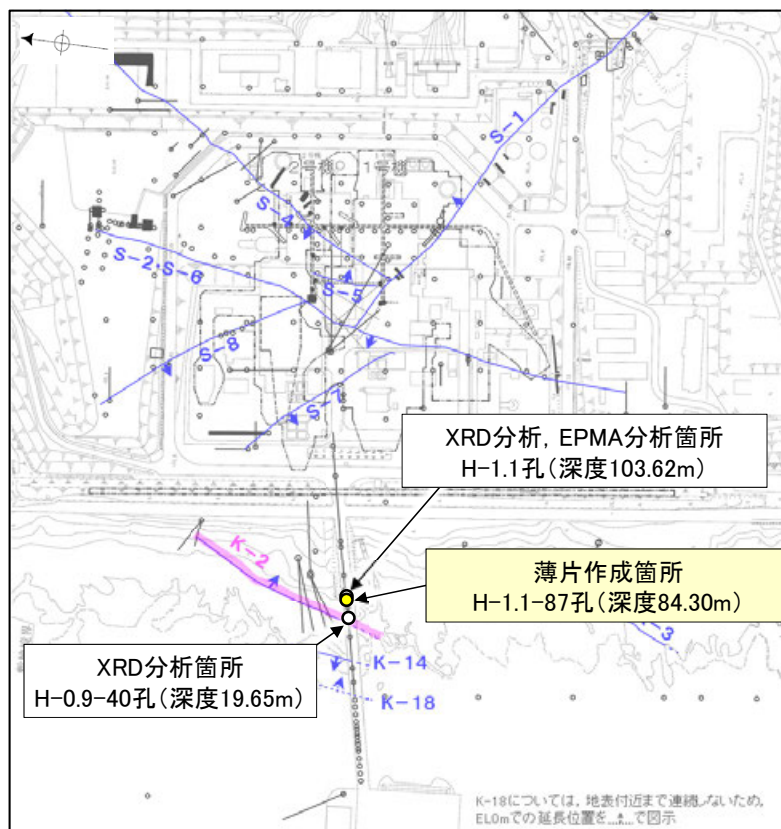 S-1
2号機 1号機
S-4
S-2・S-6
S-5
S-8
S-7
XRD分析, EPMA分析箇所
H-1.1孔(深度103.62m)
K-2
薄片作成箇所
H-1.1-87孔(深度84.30m)
XRD分析箇所
H-0.9-40孔(深度19.65m)
K-14
K-18
K-18については、地表付近まで連続しないため、
EL0mでの延長位置を...▲...で図示